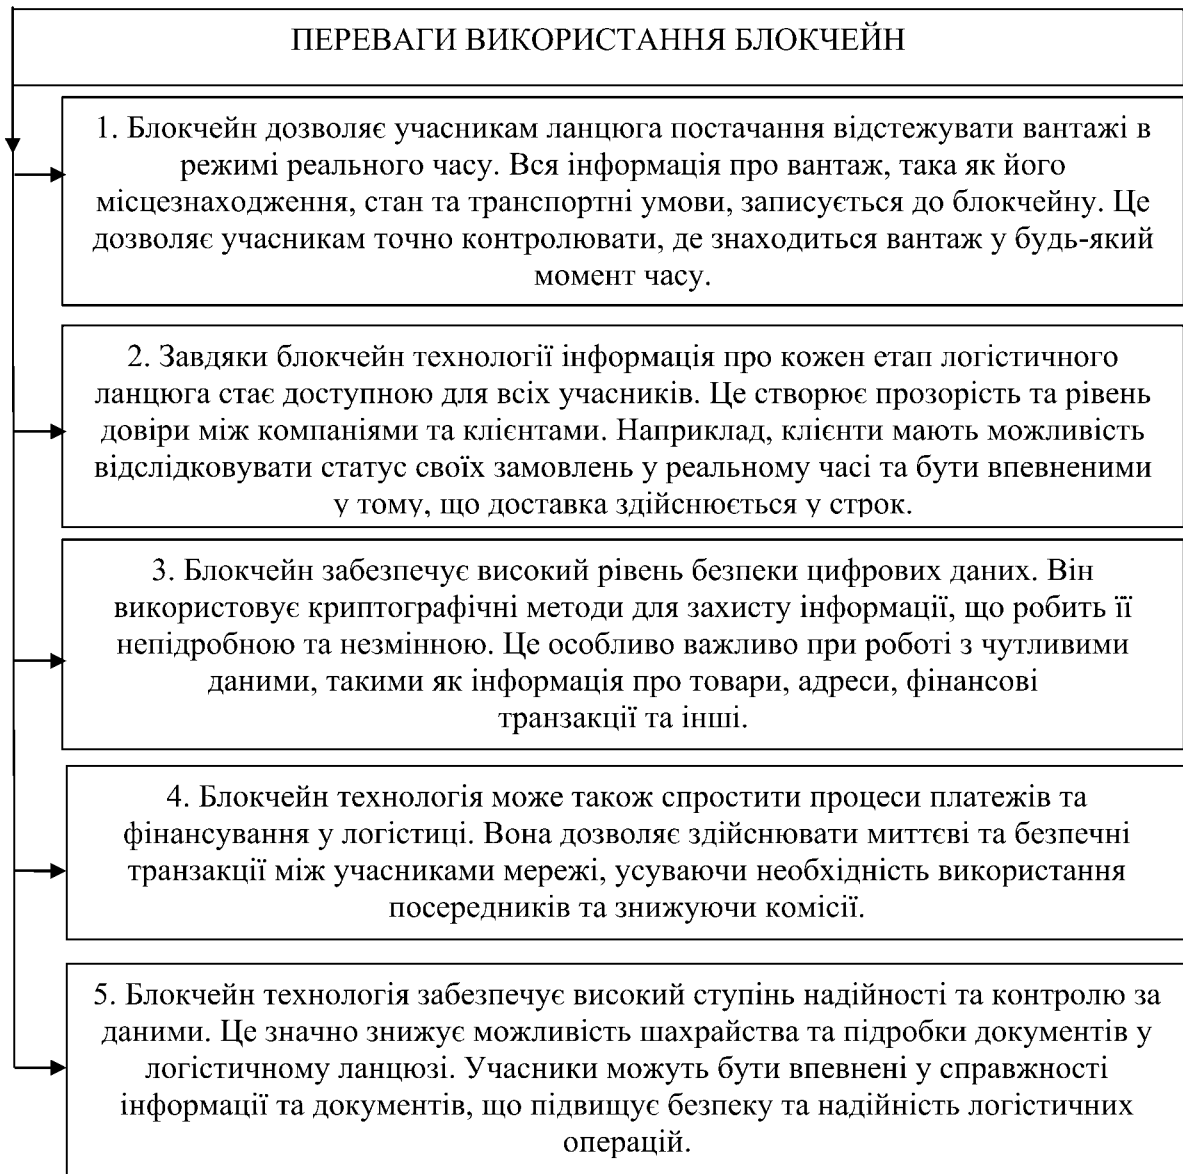 ПЕРЕВАГИ ВИКОРИСТАННЯ БЛОКЧЕЙН
1. Блокчейн дозволяє учасникам ланцюга постачання відстежувати вантажі в
режимі реального часу. Вся інформація про вантаж, така як його
місцезнаходження, стан та транспортні умови, записується до блокчейну. Це
дозволяє учасникам точно контролювати, де знаходиться вантаж у будь-який
момент часу.
2. Завдяки блокчейн технології інформація про кожен етап логістичного
ланцюга стає доступною для всіх учасників. Це створює прозорість та рівень
довіри між компаніями та клієнтами. Наприклад, клієнти мають можливість
відслідковувати статус своїх замовлень у реальному часі та бути впевненими
у тому, що доставка здійснюється у строк.
3. Блокчейн забезпечує високий рівень безпеки цифрових даних. Він
використовує криптографічні методи для захисту інформації, що робить її
непідробною та незмінною. Це особливо важливо при роботі з чутливими
даними, такими як інформація про товари, адреси, фінансові
транзакції та інші.
4. Блокчейн технологія може також спростити процеси платежів та
фінансування у логістиці. Вона дозволяє здійснювати миттєві та безпечні
транзакції між учасниками мережі, усуваючи необхідність використання
посередників та знижуючи комісії.
5. Блокчейн технологія забезпечує високий ступінь надійності та контролю за
даними. Це значно знижує можливість шахрайства та підробки документів у
логістичному ланцюзі. Учасники можуть бути впевнені у справжності
інформації та документів, що підвищує безпеку та надійність логістичних
операцій.